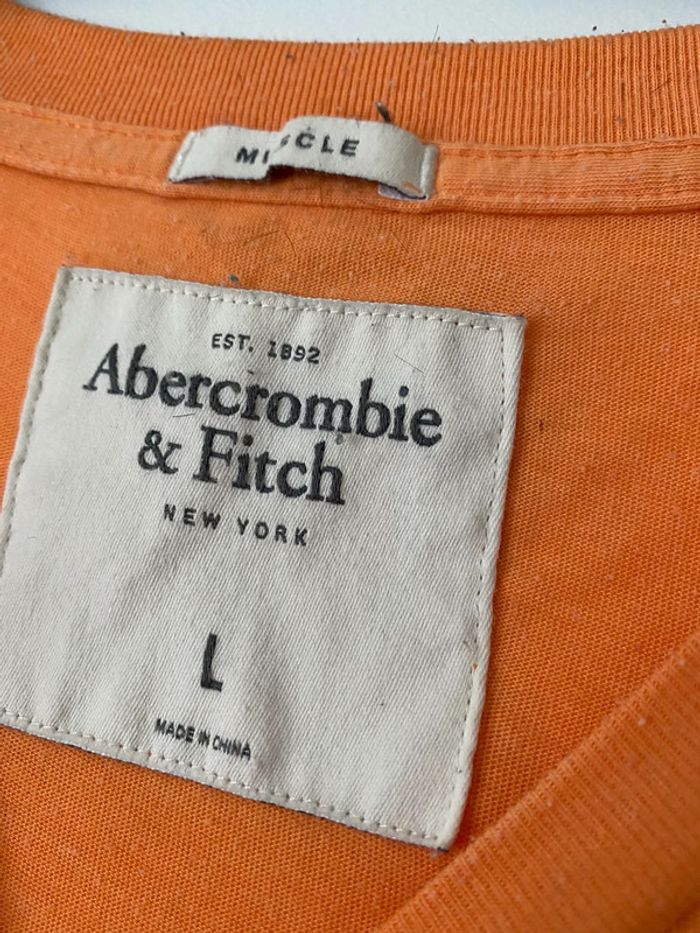 MUSCLE
EST. 1892
Abercrombie
& Fitch
NEW YORK
L
MADE IN CHINA